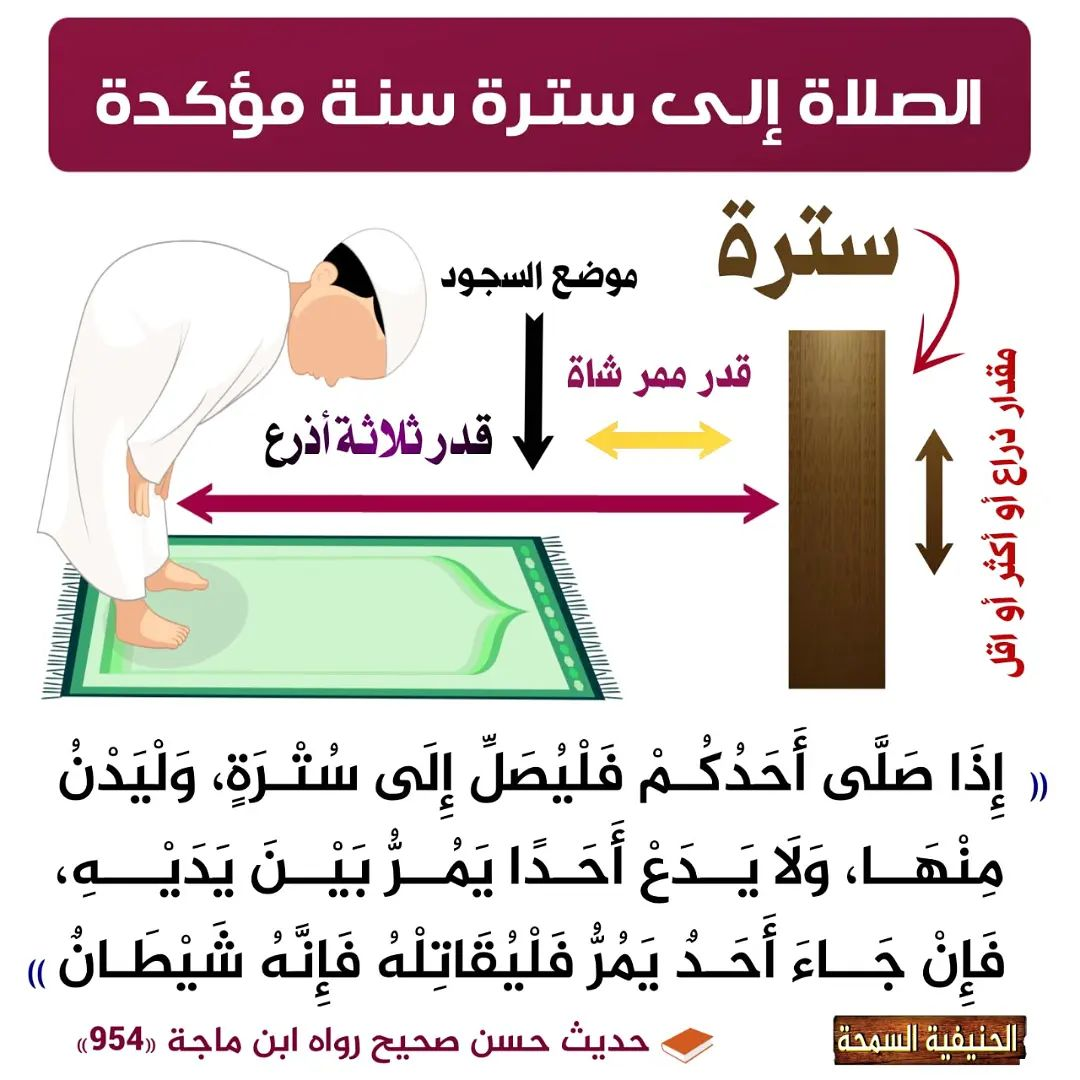 الصلاة إلى سترة سنة مؤكدة
سترة
موضع السجود
قدر ممر شاة
قدر ثلاثة أذرع
مقدار ذراع أو أكثر أو اقل
(( إِذَا صَلَّى أَحَدُكُمْ فَلْيُصَلِّ إِلَى سُتْرَةٍ، وَلْيَدْنُ
مِنْهَا، وَلَا يَدَعْ أَحَدًا يَمُرُّ بَيْنَ يَدَيْهِ،
فَإِنْ جَاءَ أَحَدٌ يَمُرُّ فَلْيُقَاتِلْهُ فَإِنَّهُ شَيْطَانٌ ))
حديث حسن صحيح رواه ابن ماجة ((954))
الحنيفية السمحة